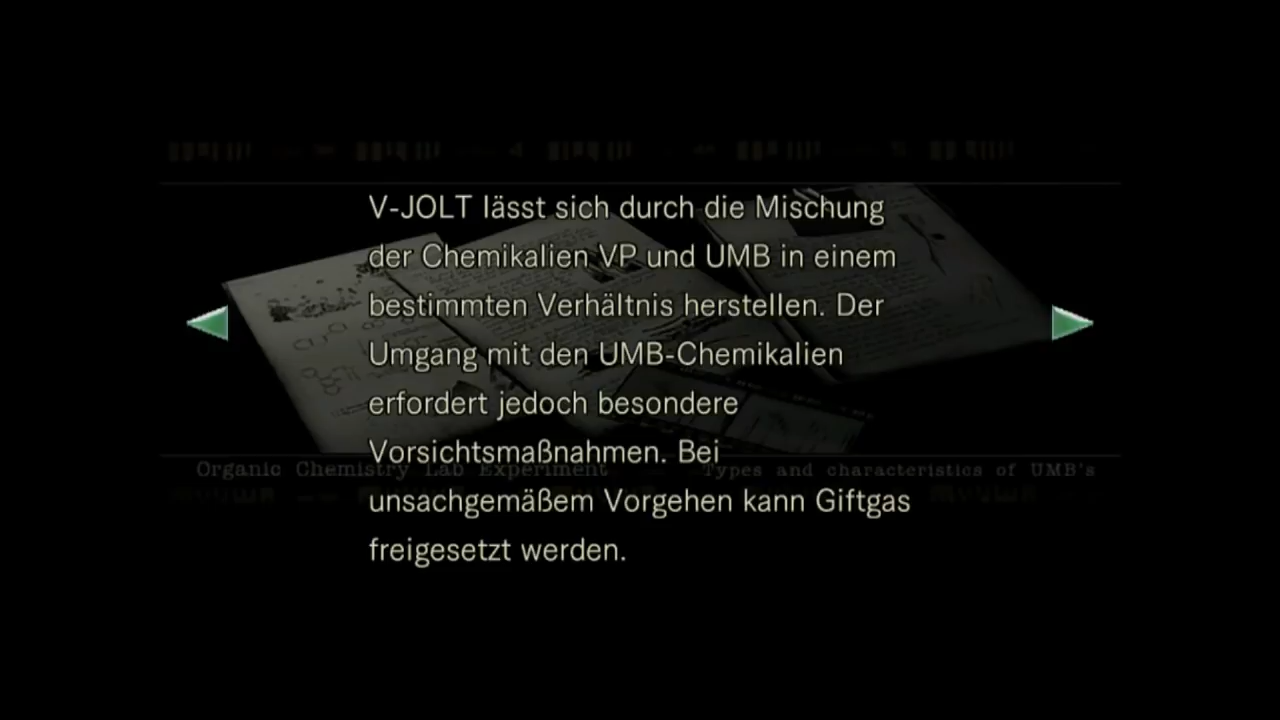 V-JOLT lässt sich durch die Mischung
der Chemikalien VP und UMB in einem
bestimmten Verhältnis herstellen. Der
Umgang mit den UMB-Chemikalien
erfordert jedoch besondere
Vorsichtsmaßnahmen. Bei
Organic Chemistry Lab Experiment Types and characteristics of UMB's
unsachgemäßem Vorgehen kann Giftgas
freigesetzt werden.